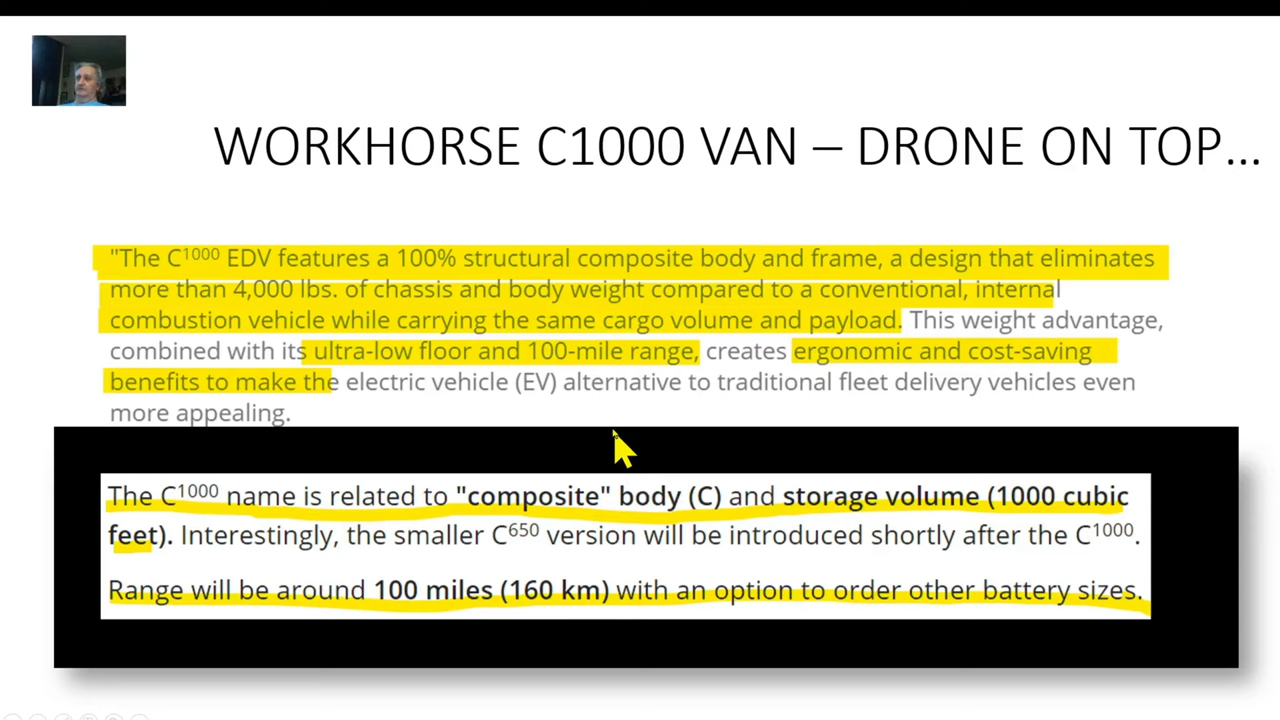 WORKHORSE C1000 VAN – DRONE ON TOP...
"The C1000 EDV features a 100% structural composite body and frame, a design that eliminates
more than 4,000 lbs. of chassis and body weight compared to a conventional, internal
combustion vehicle while carrying the same cargo volume and payload. This weight advantage,
combined with its ultra-low floor and 100-mile range, creates ergonomic and cost-saving
benefits to make the electric vehicle (EV) alternative to traditional fleet delivery vehicles even
more appealing.
The C1000 name is related to "composite" body (C) and storage volume (1000 cubic
feet). Interestingly, the smaller C650 version will be introduced shortly after the C1000.
Range will be around 100 miles (160 km) with an option to order other battery sizes.